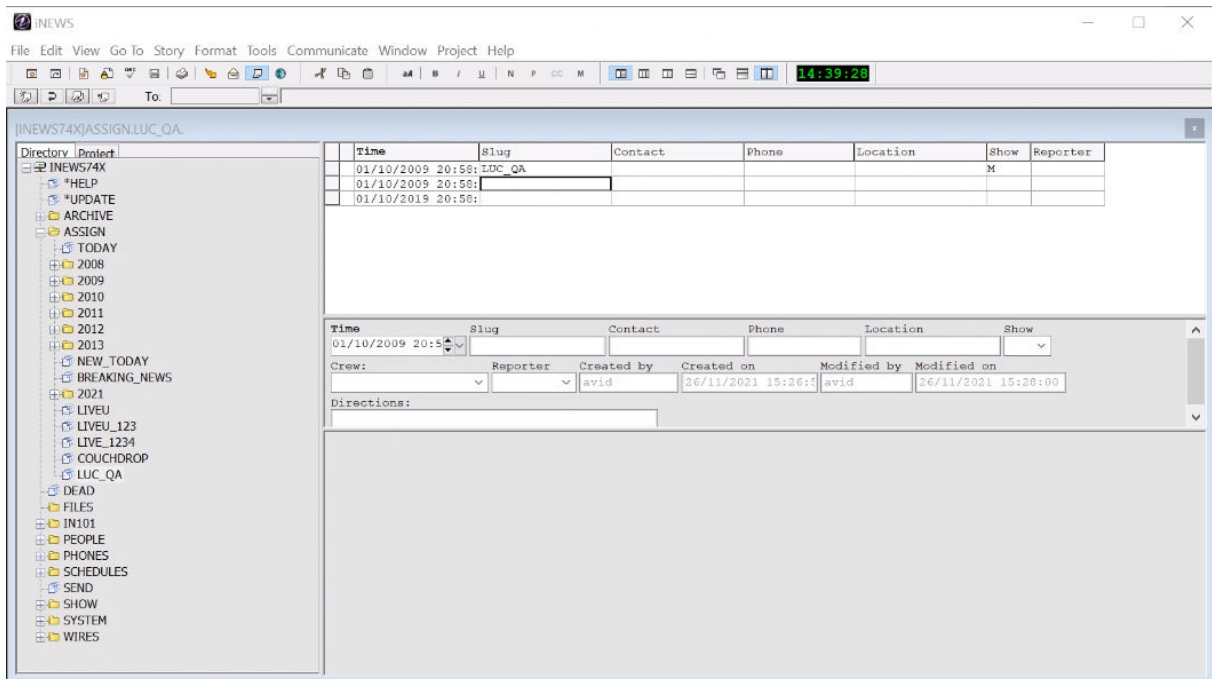 iNEWS
File Edit View Go To Story Format Tools Communicate Window Project Help
B I U N P CC M 14:39:28
To:
[INEWS74X]ASSIGN.LUC_QA.
Directory Project
INEWS74X
*HELP
*UPDATE
ARCHIVE
ASSIGN
TODAY
2008
2009
2010
2011
2012
2013
NEW_TODAY
BREAKING_NEWS
2021
LIVEU
LIVEU_123
LIVE_1234
COUCHDROP
LUC_QA
DEAD
FILES
IN101
PEOPLE
PHONES
SCHEDULES
SEND
SHOW
SYSTEM
WIRES
Time Slug Contact Phone Location Show Reporter
01/10/2009 20:58: LUC_QA M
01/10/2009 20:58:
01/10/2019 20:58:
Time Slug Contact Phone Location Show
01/10/2009 20:5
Crew: Reporter Created by Created on Modified by Modified on
avid 26/11/2021 15:26:5 avid 26/11/2021 15:28:00
Directions: